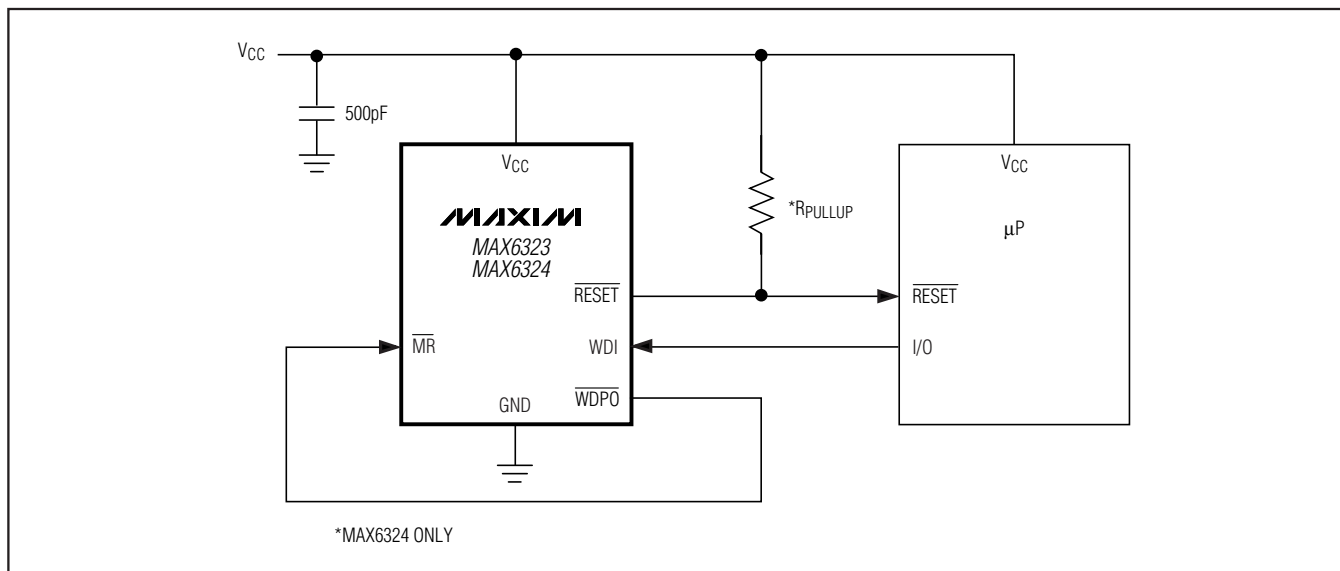 VCC
500pF
VCC
MAXIM
MAX6323
MAX6324
RESET
MR
WDI
WDPO
GND
*RPULLUP
VCC
µP
RESET
I/O
*MAX6324 ONLY